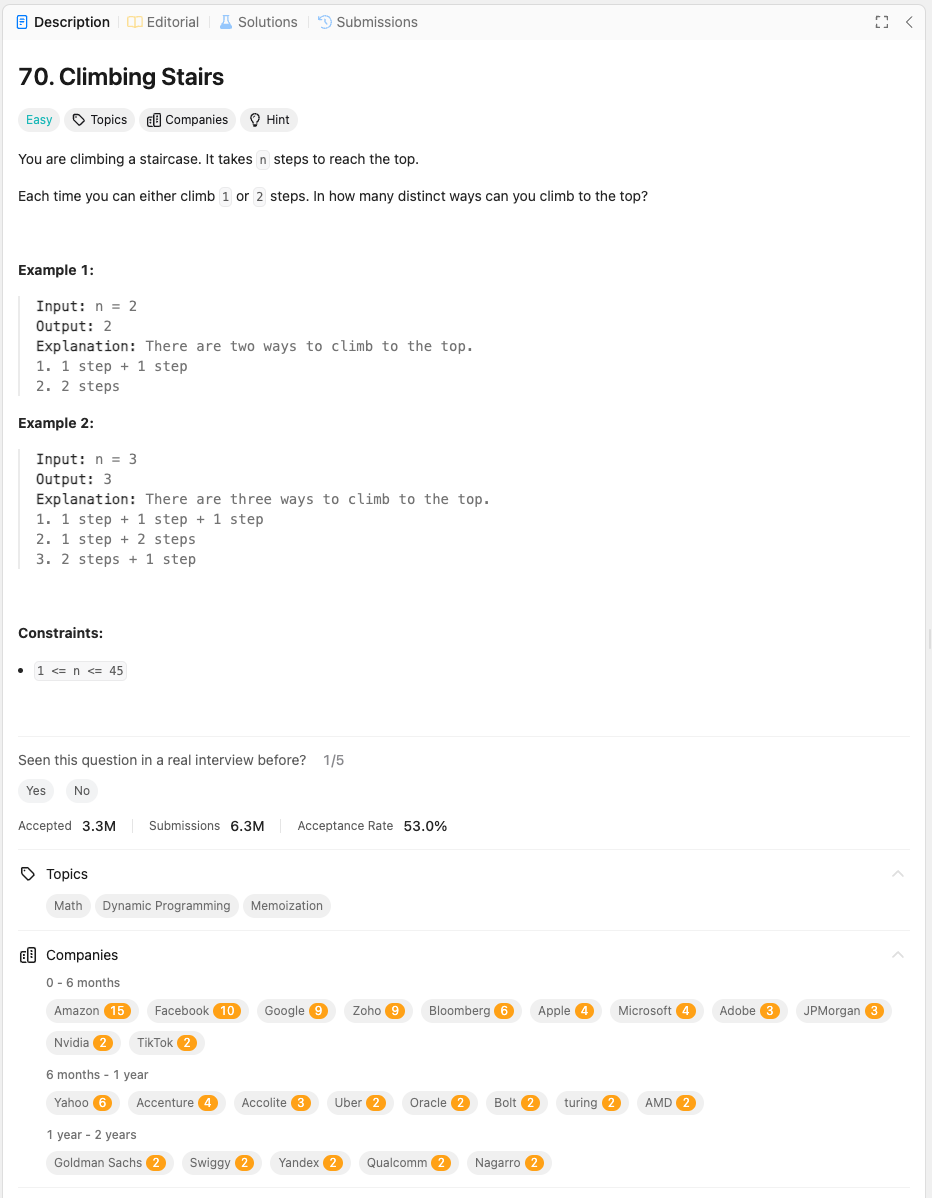 Description Editorial Solutions Submissions
70. Climbing Stairs
Easy Topics Companies Hint
You are climbing a staircase. It takes n steps to reach the top.
Each time you can either climb 1 or 2 steps. In how many distinct ways can you climb to the top?
Example 1:
Input: n = 2
Output: 2
Explanation: There are two ways to climb to the top.
1. 1 step + 1 step
2. 2 steps
Example 2:
Input: n = 3
Output: 3
Explanation: There are three ways to climb to the top.
1. 1 step + 1 step + 1 step
2. 1 step + 2 steps
3. 2 steps + 1 step
Constraints:
• 1 <= n <= 45
Seen this question in a real interview before? 1/5
Yes No
Accepted 3.3M Submissions 6.3M Acceptance Rate 53.0%
Topics
Math Dynamic Programming Memoization
Companies
0 - 6 months
Amazon 15 Facebook 10 Google 9 Zoho 9 Bloomberg 6 Apple 4 Microsoft 4 Adobe 3 JPMorgan 3
Nvidia 2 TikTok 2
6 months - 1 year
Yahoo 6 Accenture 4 Accolite 3 Uber 2 Oracle 2 Bolt 2 turing 2 AMD 2
1 year - 2 years
Goldman Sachs 2 Swiggy 2 Yandex 2 Qualcomm 2 Nagarro 2